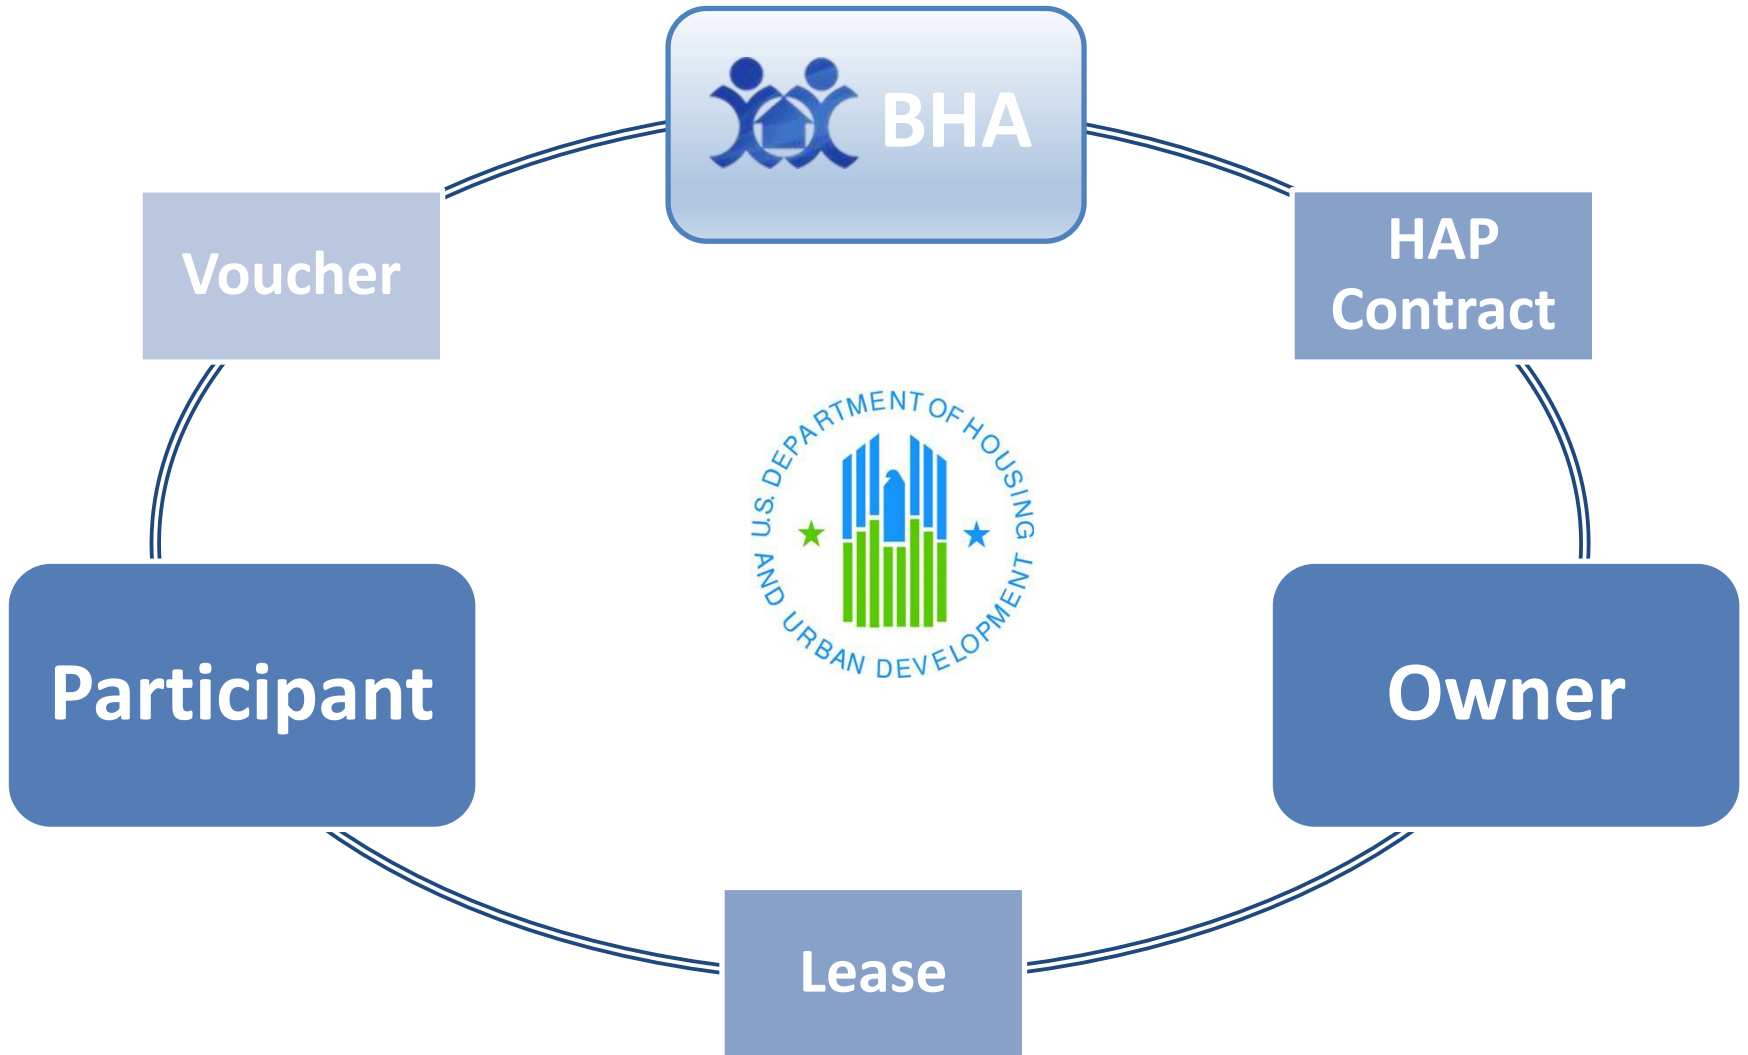 BHA
Voucher
HAP
Contract
U.S. DEPARTMENT OF HOUSING
AND URBAN DEVELOPMENT
Participant
Owner
Lease